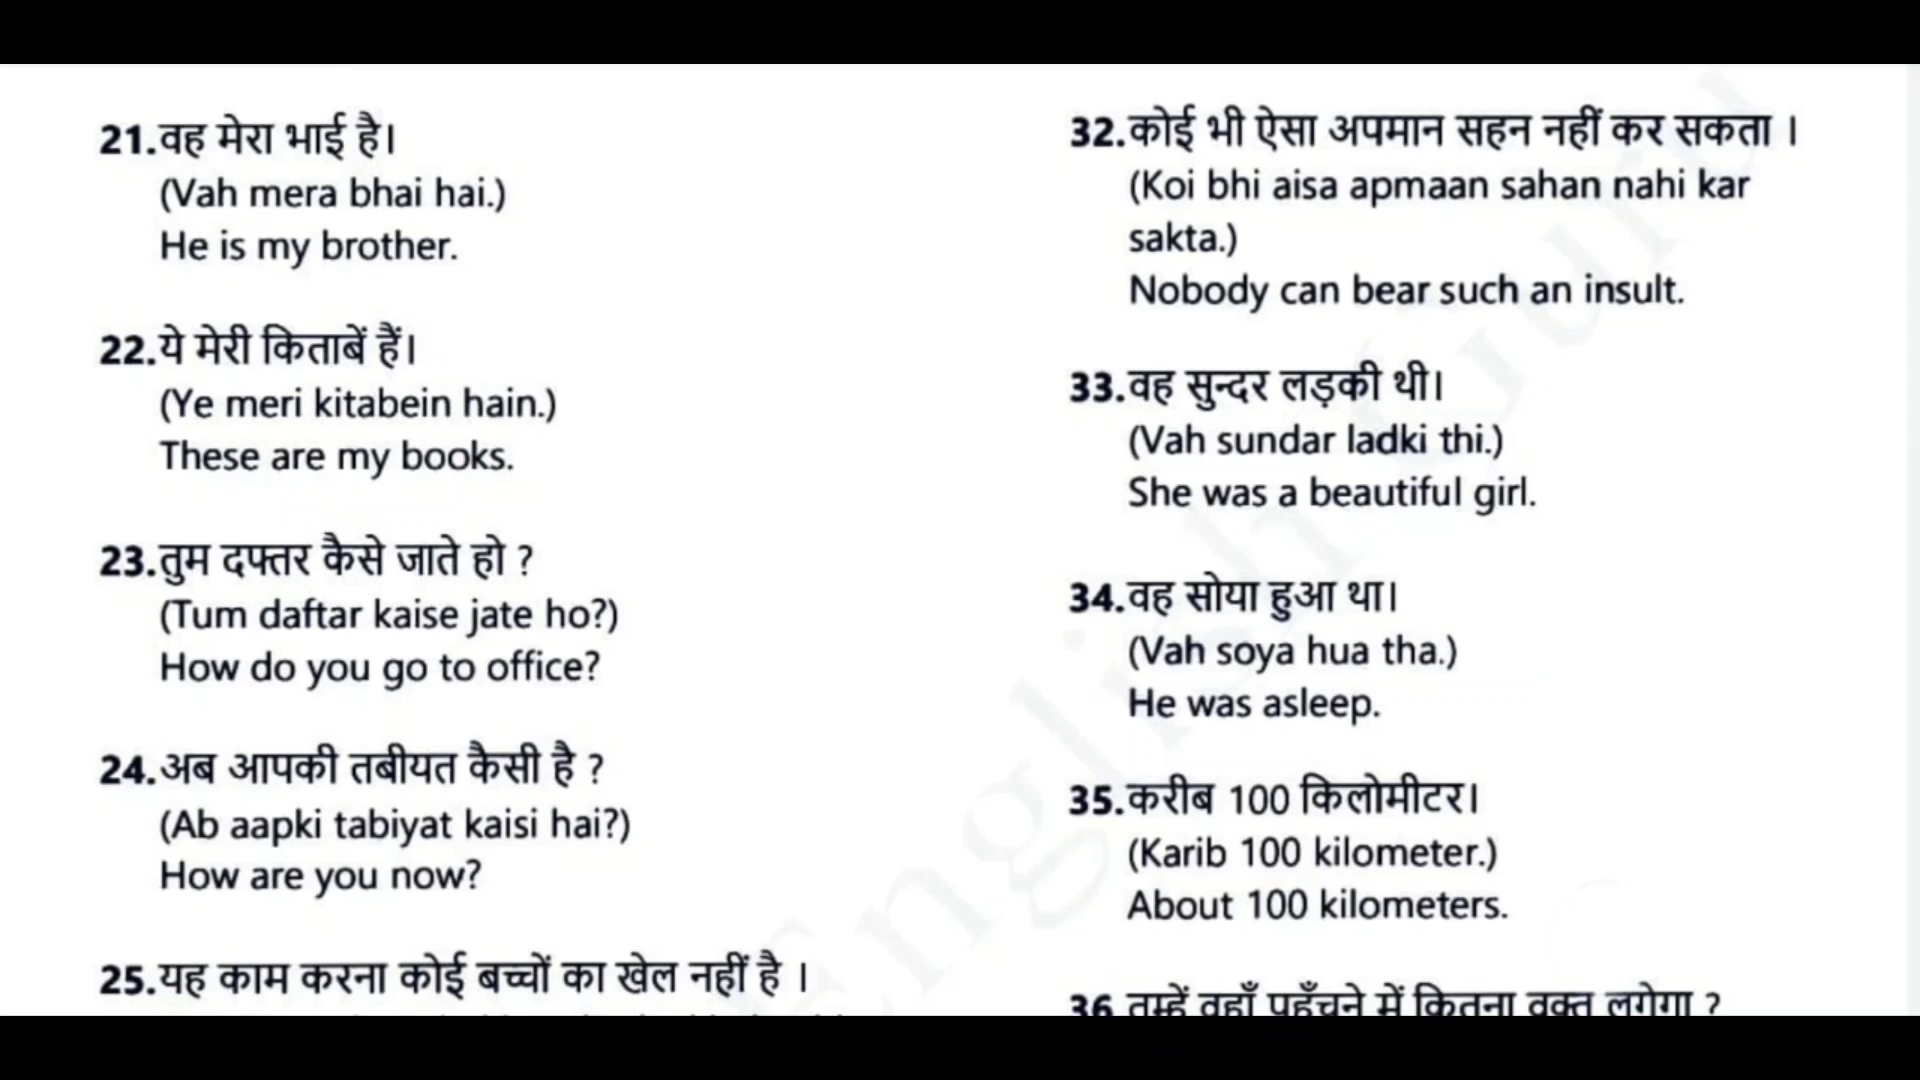 21.वह मेरा भाई है।
(Vah mera bhai hai.)
He is my brother.
22.ये मेरी किताबें हैं।
(Ye meri kitabein hain.)
These are my books.
23.तुम दफ्तर कैसे जाते हो ?
(Tum daftar kaise jate ho?)
How do you go to office?
24.अब आपकी तबीयत कैसी है ?
(Ab aapki tabiyat kaisi hai?)
How are you now?
25.यह काम करना कोई बच्चों का खेल नहीं है ।
32.कोई भी ऐसा अपमान सहन नहीं कर सकता ।
(Koi bhi aisa apmaan sahan nahi kar
sakta.)
Nobody can bear such an insult.
33.वह सुन्दर लड़की थी।
(Vah sundar ladki thi.)
She was a beautiful girl.
34.वह सोया हुआ था।
(Vah soya hua tha.)
He was asleep.
35.करीब 100 किलोमीटर।
(Karib 100 kilometer.)
About 100 kilometers.
36 तुम्हें वहाँ पहुँचने में कितना वक्त लगेगा ?
English Guru